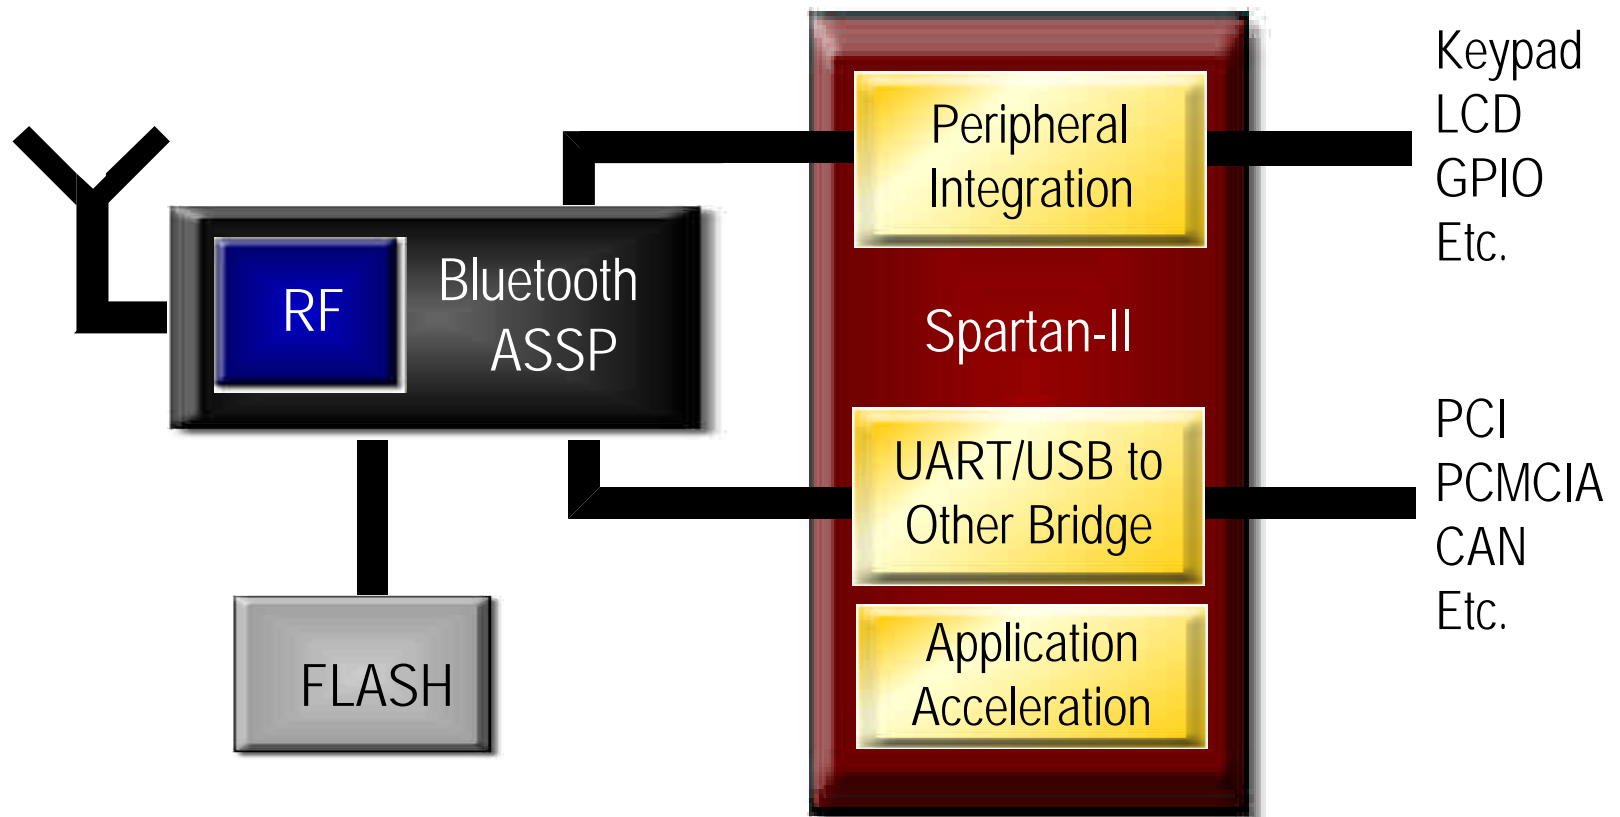 RF
Bluetooth
ASSP
FLASH
Peripheral
Integration
Spartan-II
UART/USB to
Other Bridge
Application
Acceleration
Keypad
LCD
GPIO
Etc.
PCI
PCMCIA
CAN
Etc.